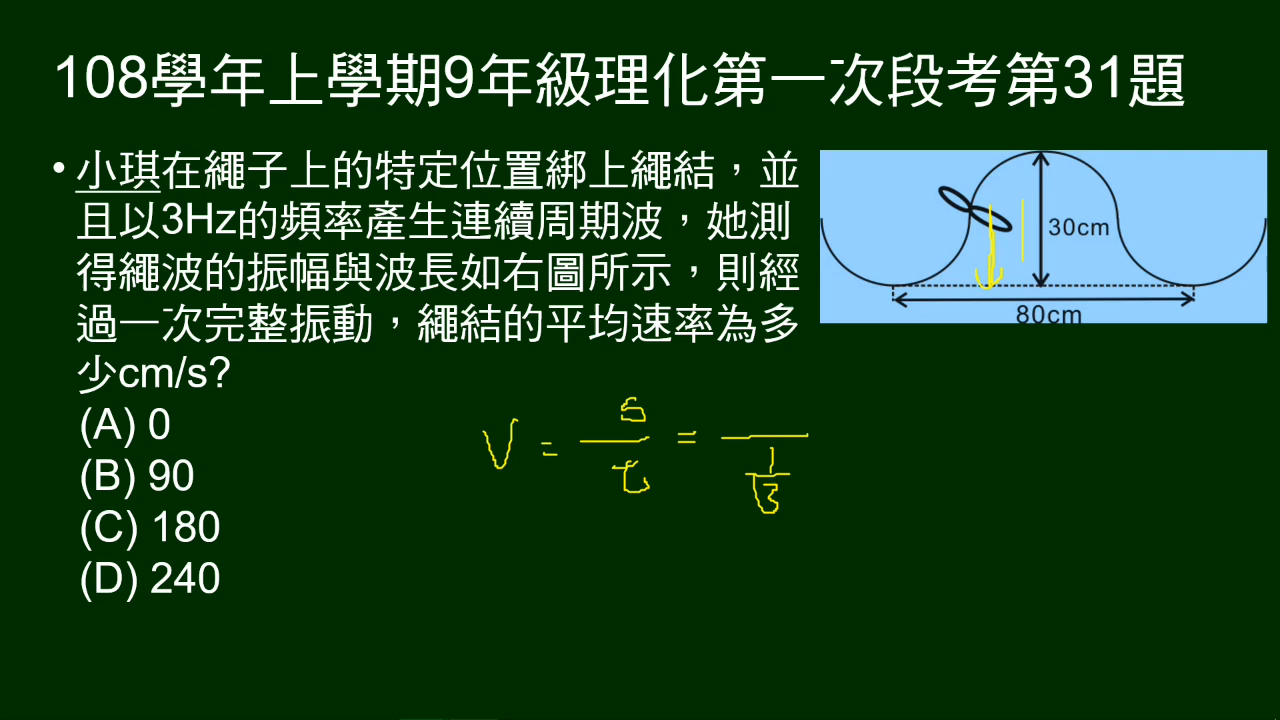 108學年上學期9年級理化第一次段考第31題
• 小琪在繩子上的特定位置綁上繩結，並
且以3Hz的頻率產生連續周期波，她測
得繩波的振幅與波長如右圖所示，則經
過一次完整振動，繩結的平均速率為多
少cm/s?
(A) 0
(B) 90
(C) 180
(D) 240
30cm
80cm
V = s/t = /(1/3)